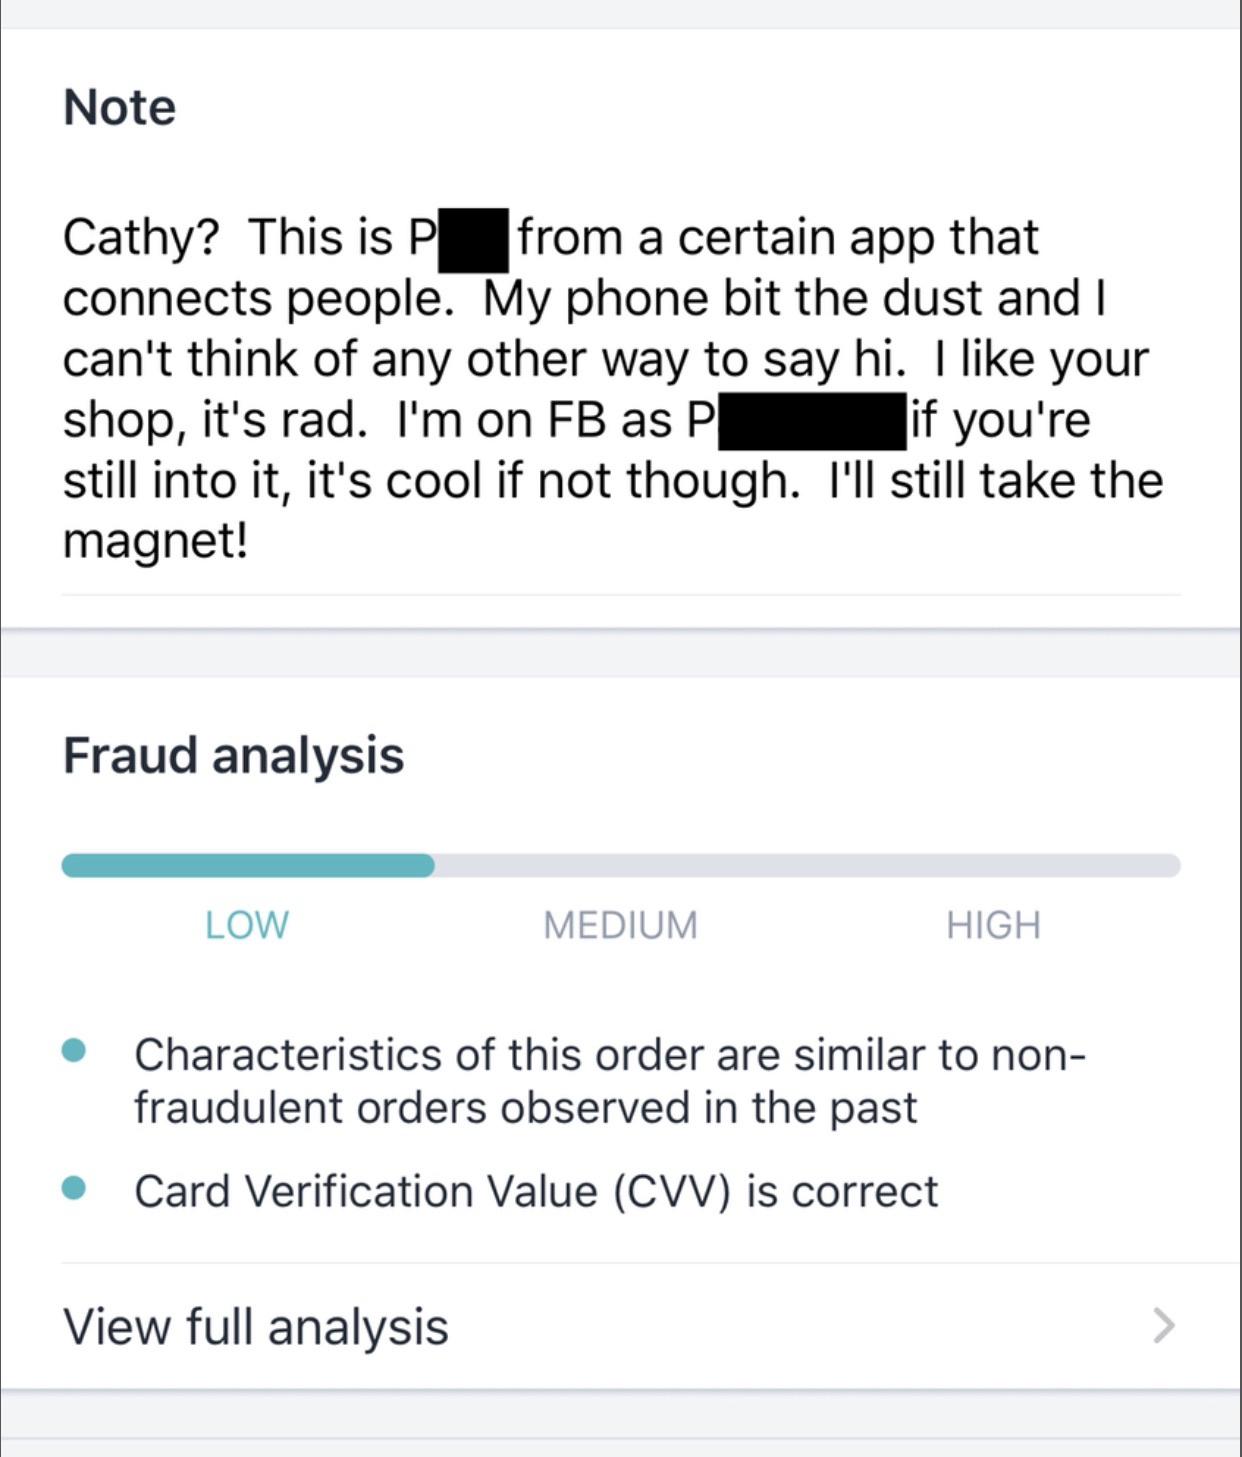 Note
Cathy?  This is P from a certain app that
connects people.  My phone bit the dust and I
can't think of any other way to say hi.  I like your
shop, it's rad.  I'm on FB as P if you're
still into it, it's cool if not though.  I'll still take the
magnet!
Fraud analysis
LOW MEDIUM HIGH
Characteristics of this order are similar to non-
fraudulent orders observed in the past
Card Verification Value (CVV) is correct
View full analysis